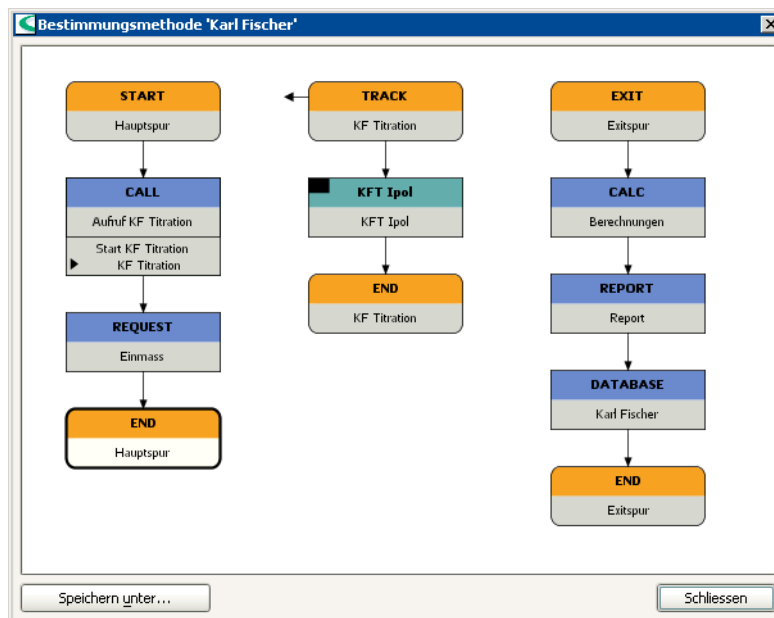 Bestimmungsmethode 'Karl Fischer'
START
Hauptspur
CALL
Aufruf KF Titration
Start KF Titration
KF Titration
REQUEST
Einmass
END
Hauptspur
TRACK
KF Titration
KFT Ipol
KFT Ipol
END
KF Titration
EXIT
Exitspur
CALC
Berechnungen
REPORT
Report
DATABASE
Karl Fischer
END
Exitspur
Speichern unter...
Schliessen